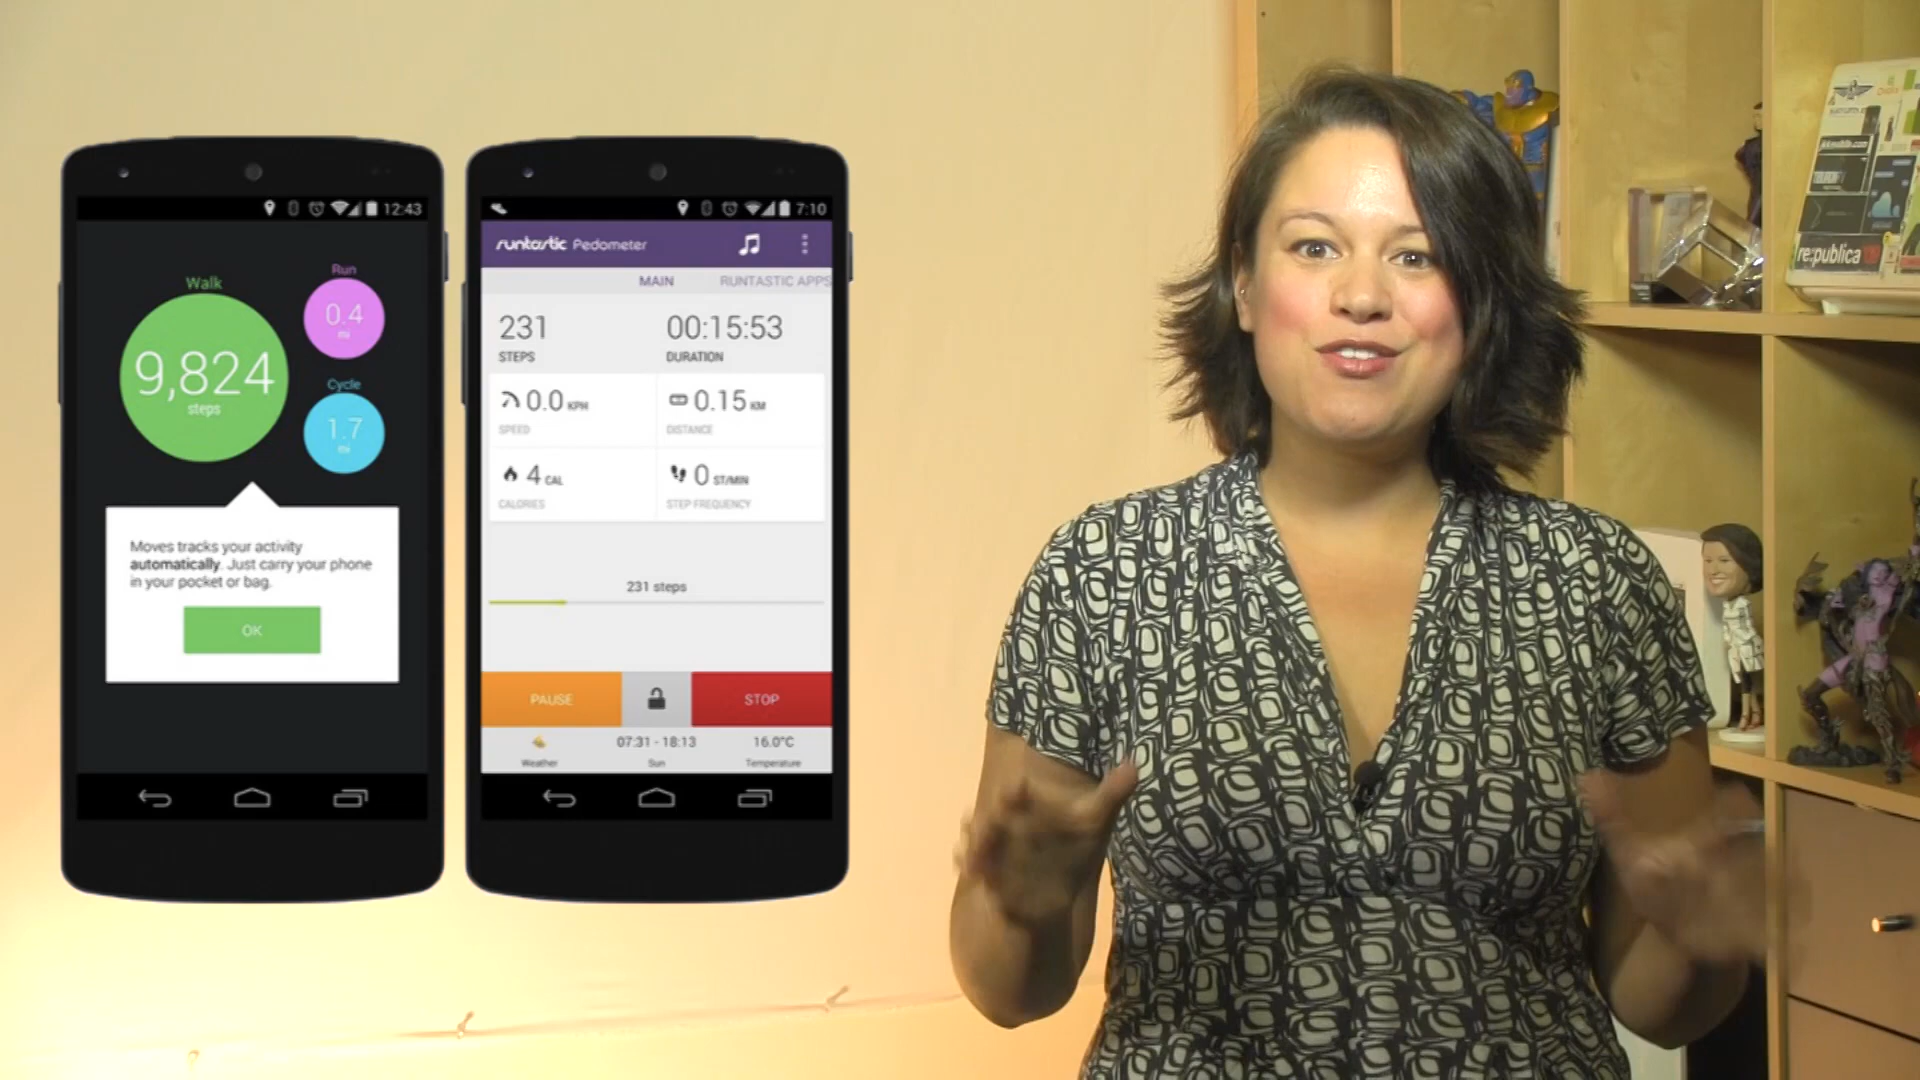 12:43
Walk
9,824
steps
Run
0.4
mi
Cycle
1.7
mi
Moves tracks your activity
automatically. Just carry your phone
in your pocket or bag.
OK
7:10
runtastic Pedometer
MAIN RUNTASTIC APPS
231 00:15:53
STEPS DURATION
0.0 KPH 0.15 KM
SPEED DISTANCE
4 CAL 0 ST/MIN
CALORIES STEP FREQUENCY
231 steps
PAUSE STOP
07:31 - 18:13 16.0°C
Weather Sun Temperature
re:publica